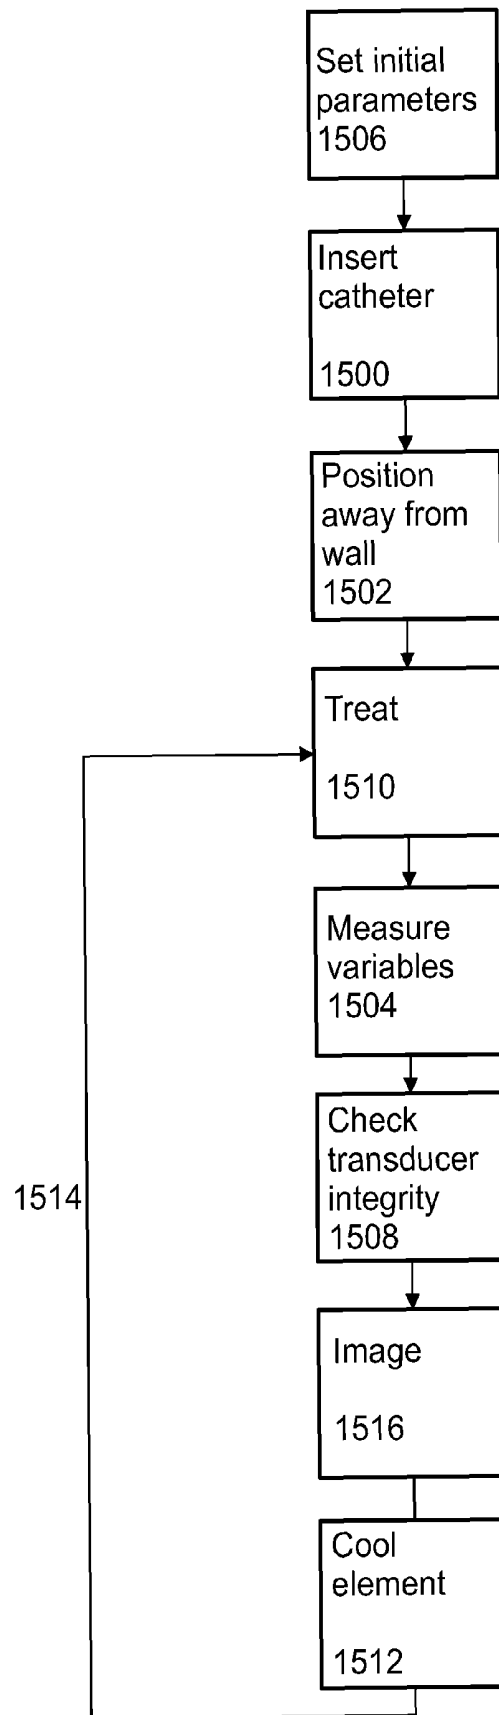 Set initial
parameters
1506
Insert
catheter
1500
Position
away from
wall
1502
Treat
1510
Measure
variables
1504
Check
transducer
integrity
1508
1514
Image
1516
Cool
element
1512